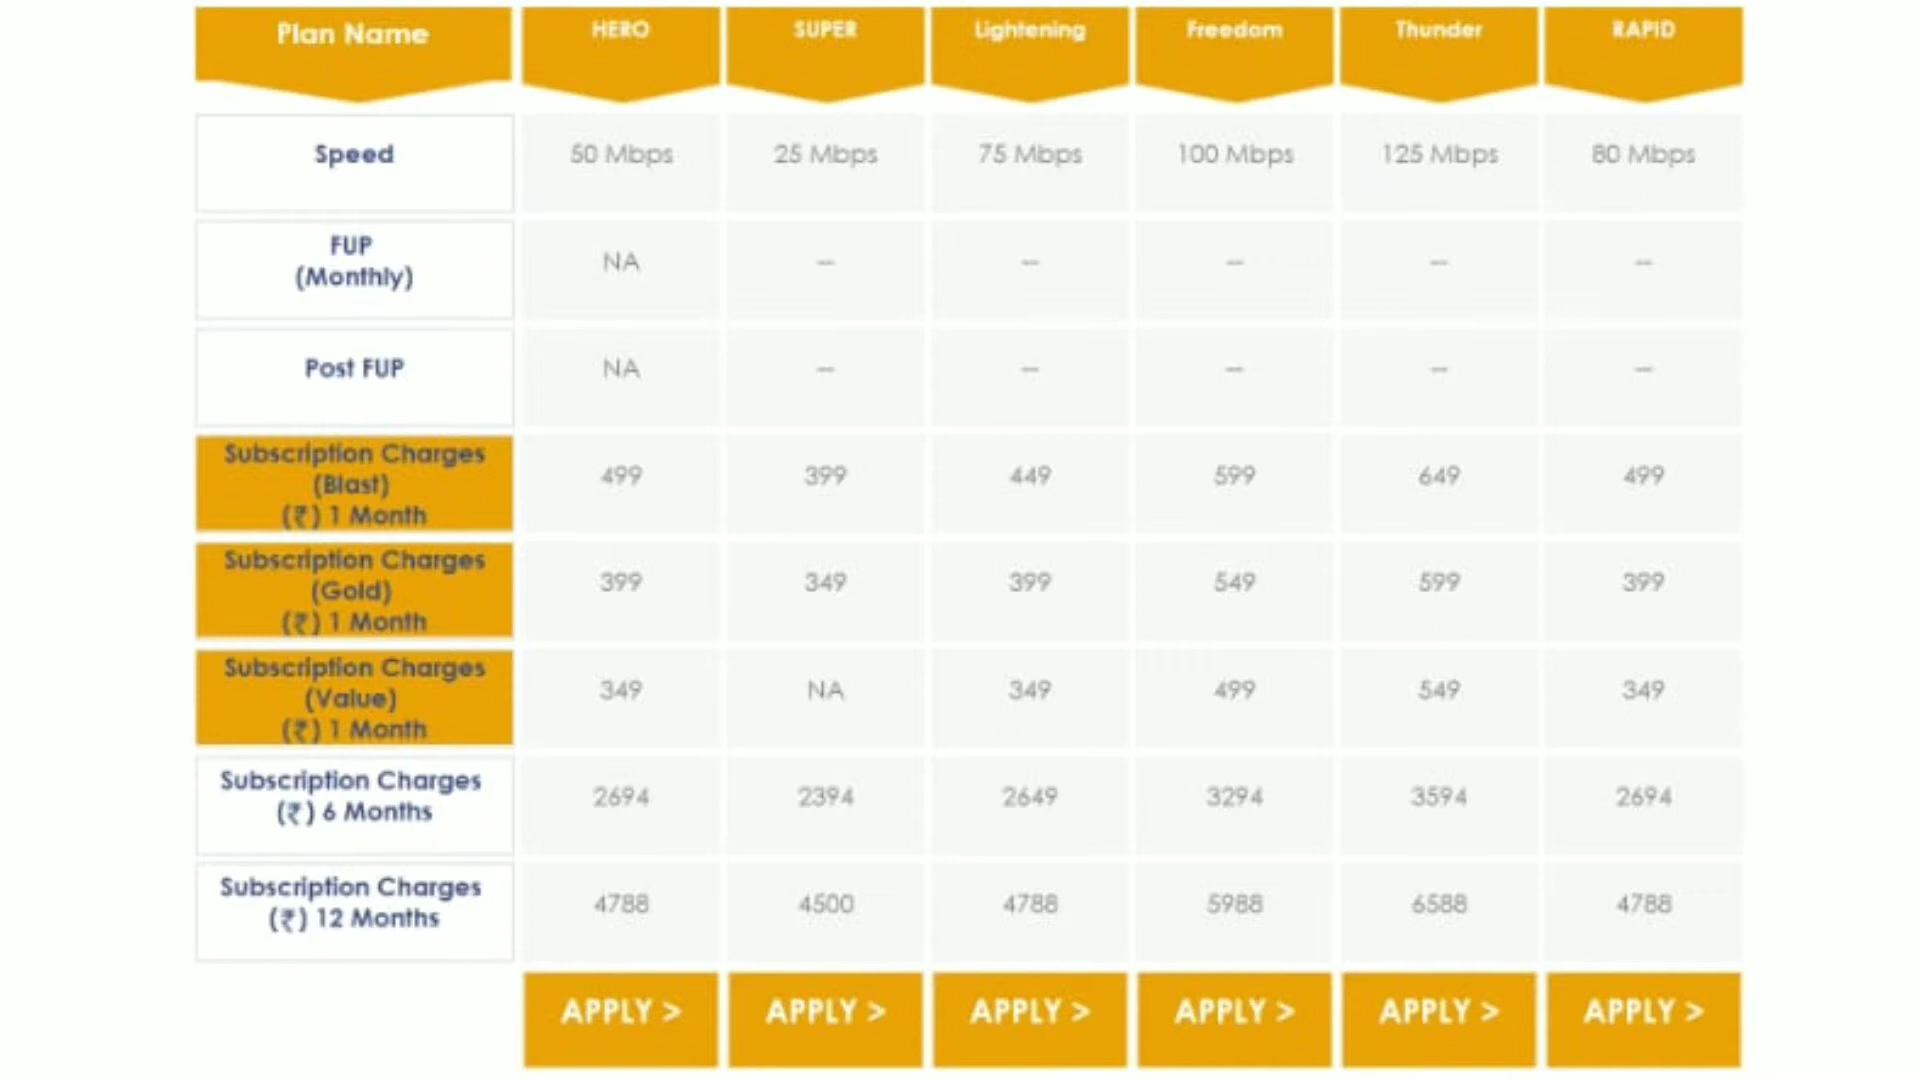 Plan Name HERO SUPER Lightening Freedom Thunder RAPID
Speed 50 Mbps 25 Mbps 75 Mbps 100 Mbps 125 Mbps 80 Mbps
FUP
(Monthly) NA -- -- -- -- --
Post FUP NA -- -- -- -- --
Subscription Charges
(Blast)
(₹) 1 Month 499 399 449 599 649 499
Subscription Charges
(Gold)
(₹) 1 Month 399 349 399 549 599 399
Subscription Charges
(Value)
(₹) 1 Month 349 NA 349 499 549 349
Subscription Charges
(₹) 6 Months 2694 2394 2649 3294 3594 2694
Subscription Charges
(₹) 12 Months 4788 4500 4788 5988 6588 4788
APPLY > APPLY > APPLY > APPLY > APPLY > APPLY >